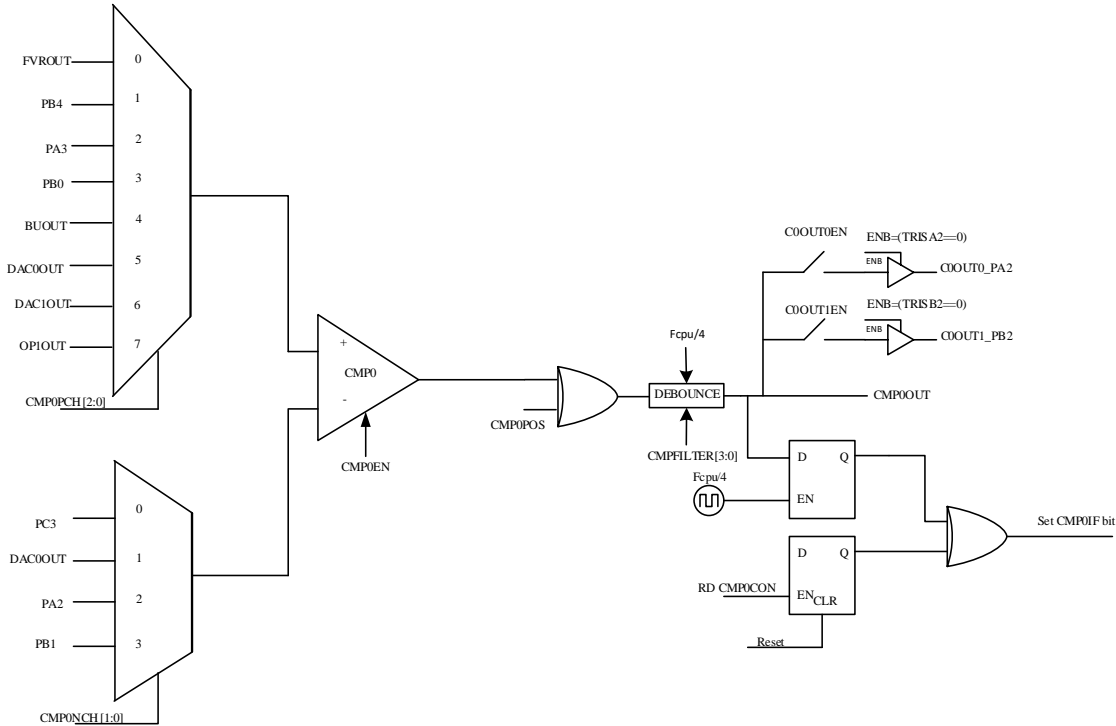 FVROUT
0
PB4
1
PA3
2
PB0
3
BUOUT
4
DAC0OUT
5
DAC1OUT
6
OP1OUT
7
CMP0PCH[2:0]
+
CMP0
-
CMP0EN
PC3
0
DAC0OUT
1
PA2
2
PB1
3
CMP0NCH[1:0]
CMP0POS
Fcpu/4
DEBOUNCE
CMPFILTER[3:0]
C0OUT0EN
ENB=(TRISA2==0)
ENB
C0OUT0_PA2
C0OUT1EN
ENB=(TRISB2==0)
ENB
C0OUT1_PB2
CMP0OUT
D Q
Fcpu/4
EN
Set CMP0IF bit
D Q
RD CMP0CON
EN
CLR
Reset